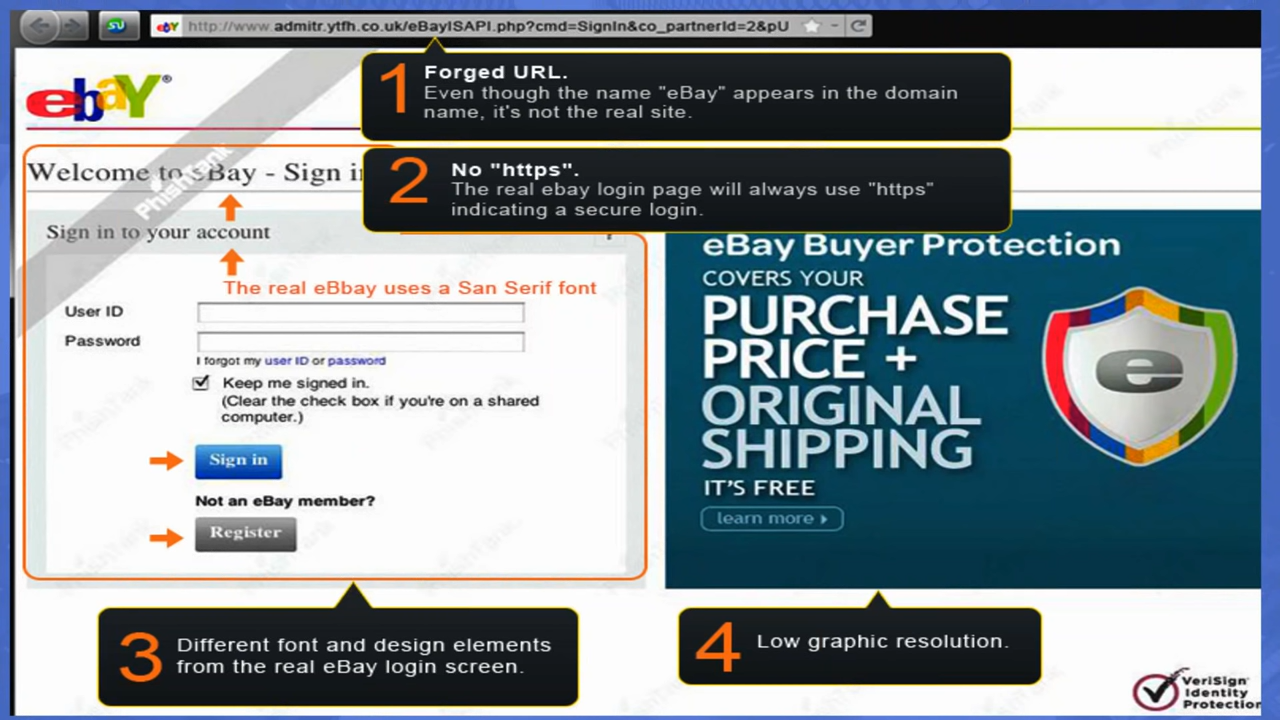 http://www.admitr.ytfh.co.uk/eBayISAPI.php?cmd=SignIn&co_partnerId=2&pU
ebaY®
1 Forged URL.
Even though the name "eBay" appears in the domain
name, it's not the real site.
2 No "https".
The real ebay login page will always use "https"
indicating a secure login.
Welcome to eBay - Sign in
PhishTank
Sign in to your account
The real eBbay uses a San Serif font
User ID
Password
I forgot my user ID or password
Keep me signed in.
(Clear the check box if you're on a shared
computer.)
Sign in
Not an eBay member?
Register
eBay Buyer Protection
COVERS YOUR
PURCHASE
PRICE +
ORIGINAL
SHIPPING
IT'S FREE
learn more
e
3 Different font and design elements
from the real eBay login screen.
4 Low graphic resolution.
VeriSign
Identity
Protection